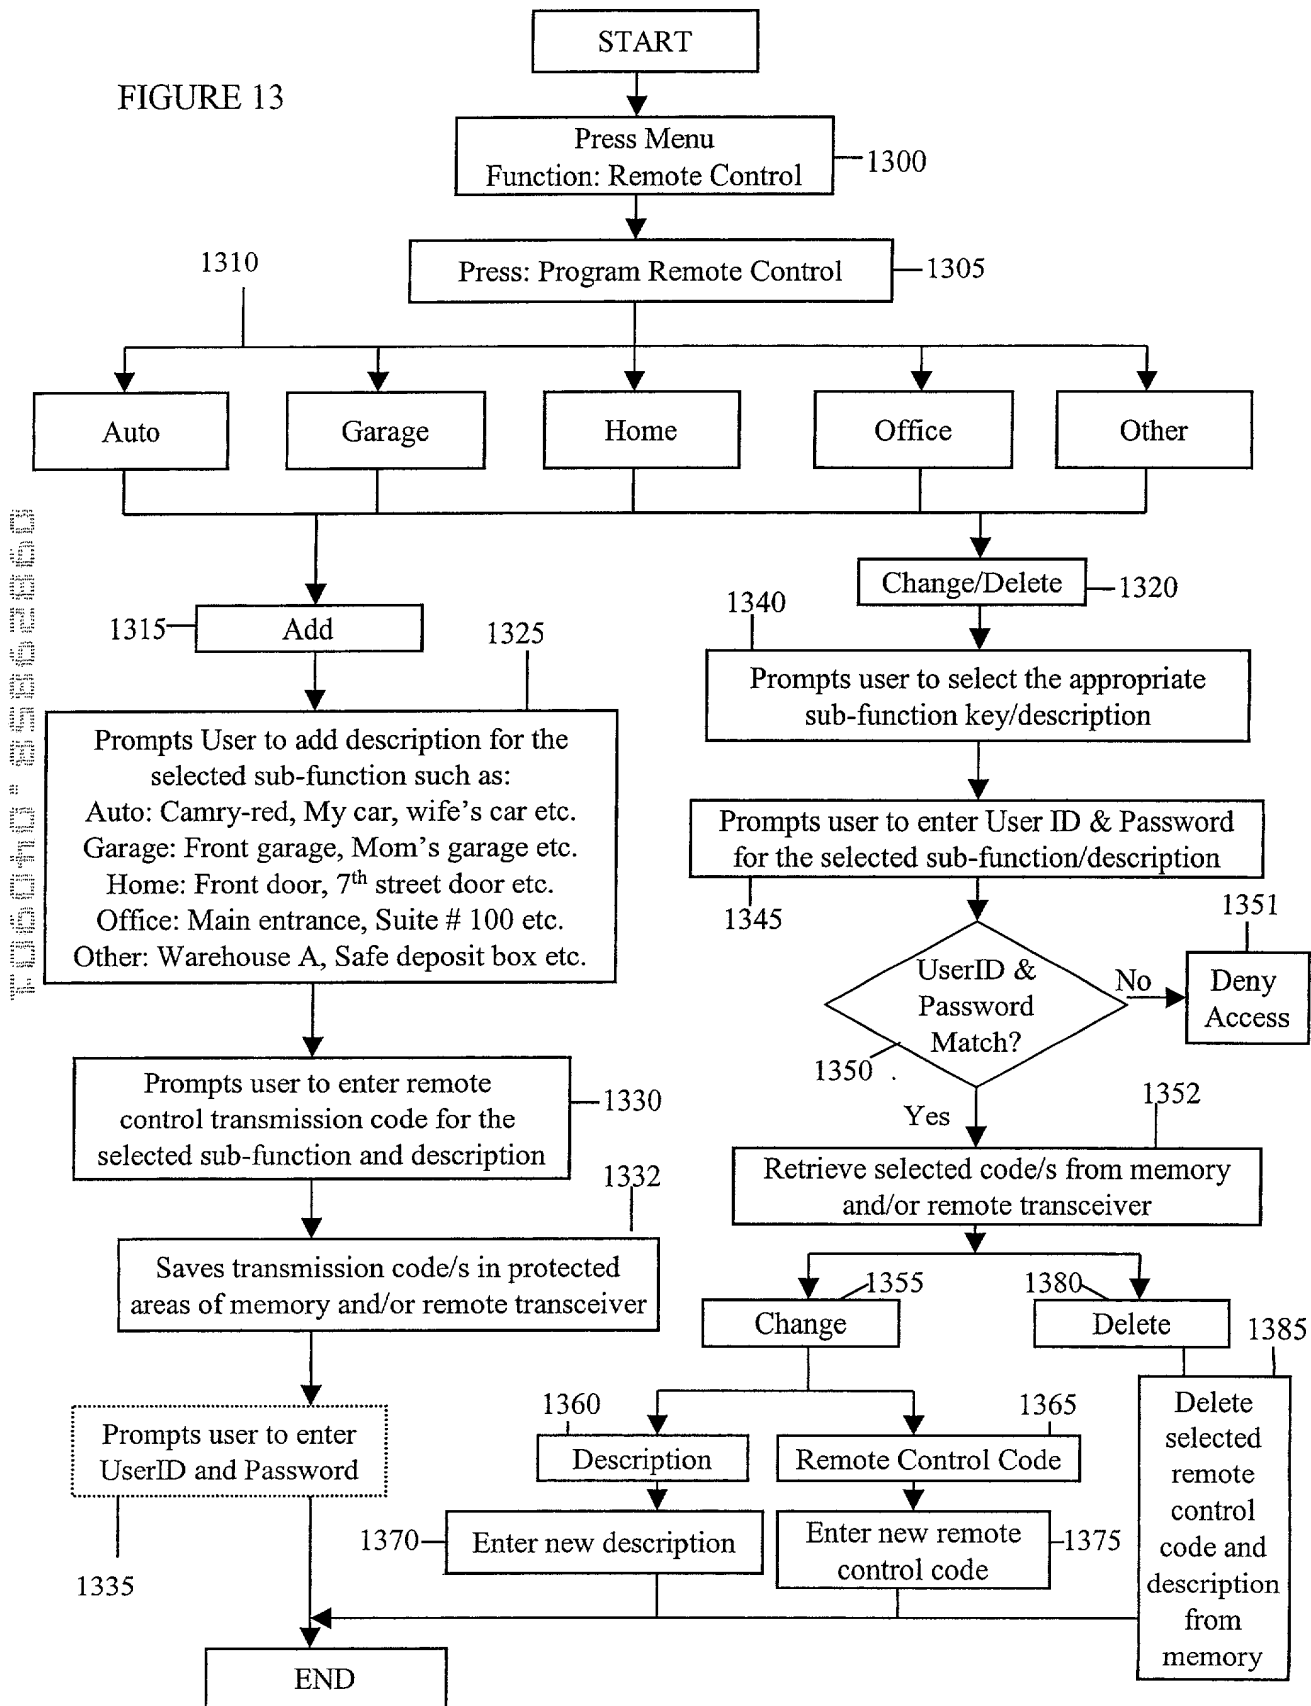 START
FIGURE 13
Press Menu
Function: Remote Control
1300
1310
Press: Program Remote Control
1305
Auto
Garage
Home
Office
Other
Change/Delete
1320
1315
Add
1325
1340
Prompts User to add description for the
selected sub-function such as:
Auto: Camry-red, My car, wife's car etc.
Garage: Front garage, Mom's garage etc.
Home: Front door, 7th street door etc.
Office: Main entrance, Suite # 100 etc.
Other: Warehouse A, Safe deposit box etc.
Prompts user to select the appropriate
sub-function key/description
Prompts user to enter User ID & Password
for the selected sub-function/description
1345
1351
UserID &
Password
Match?
No
Deny
Access
1350
Yes
1352
Prompts user to enter remote
control transmission code for the
selected sub-function and description
1330
1332
Retrieve selected code/s from memory
and/or remote transceiver
Saves transmission code/s in protected
areas of memory and/or remote transceiver
1355
1380
Change
Delete
1385
Prompts user to enter
UserID and Password
1335
1360
1365
Description
Remote Control Code
1370
Enter new description
Enter new remote
control code
1375
Delete
selected
remote
control
code and
description
from
memory
END